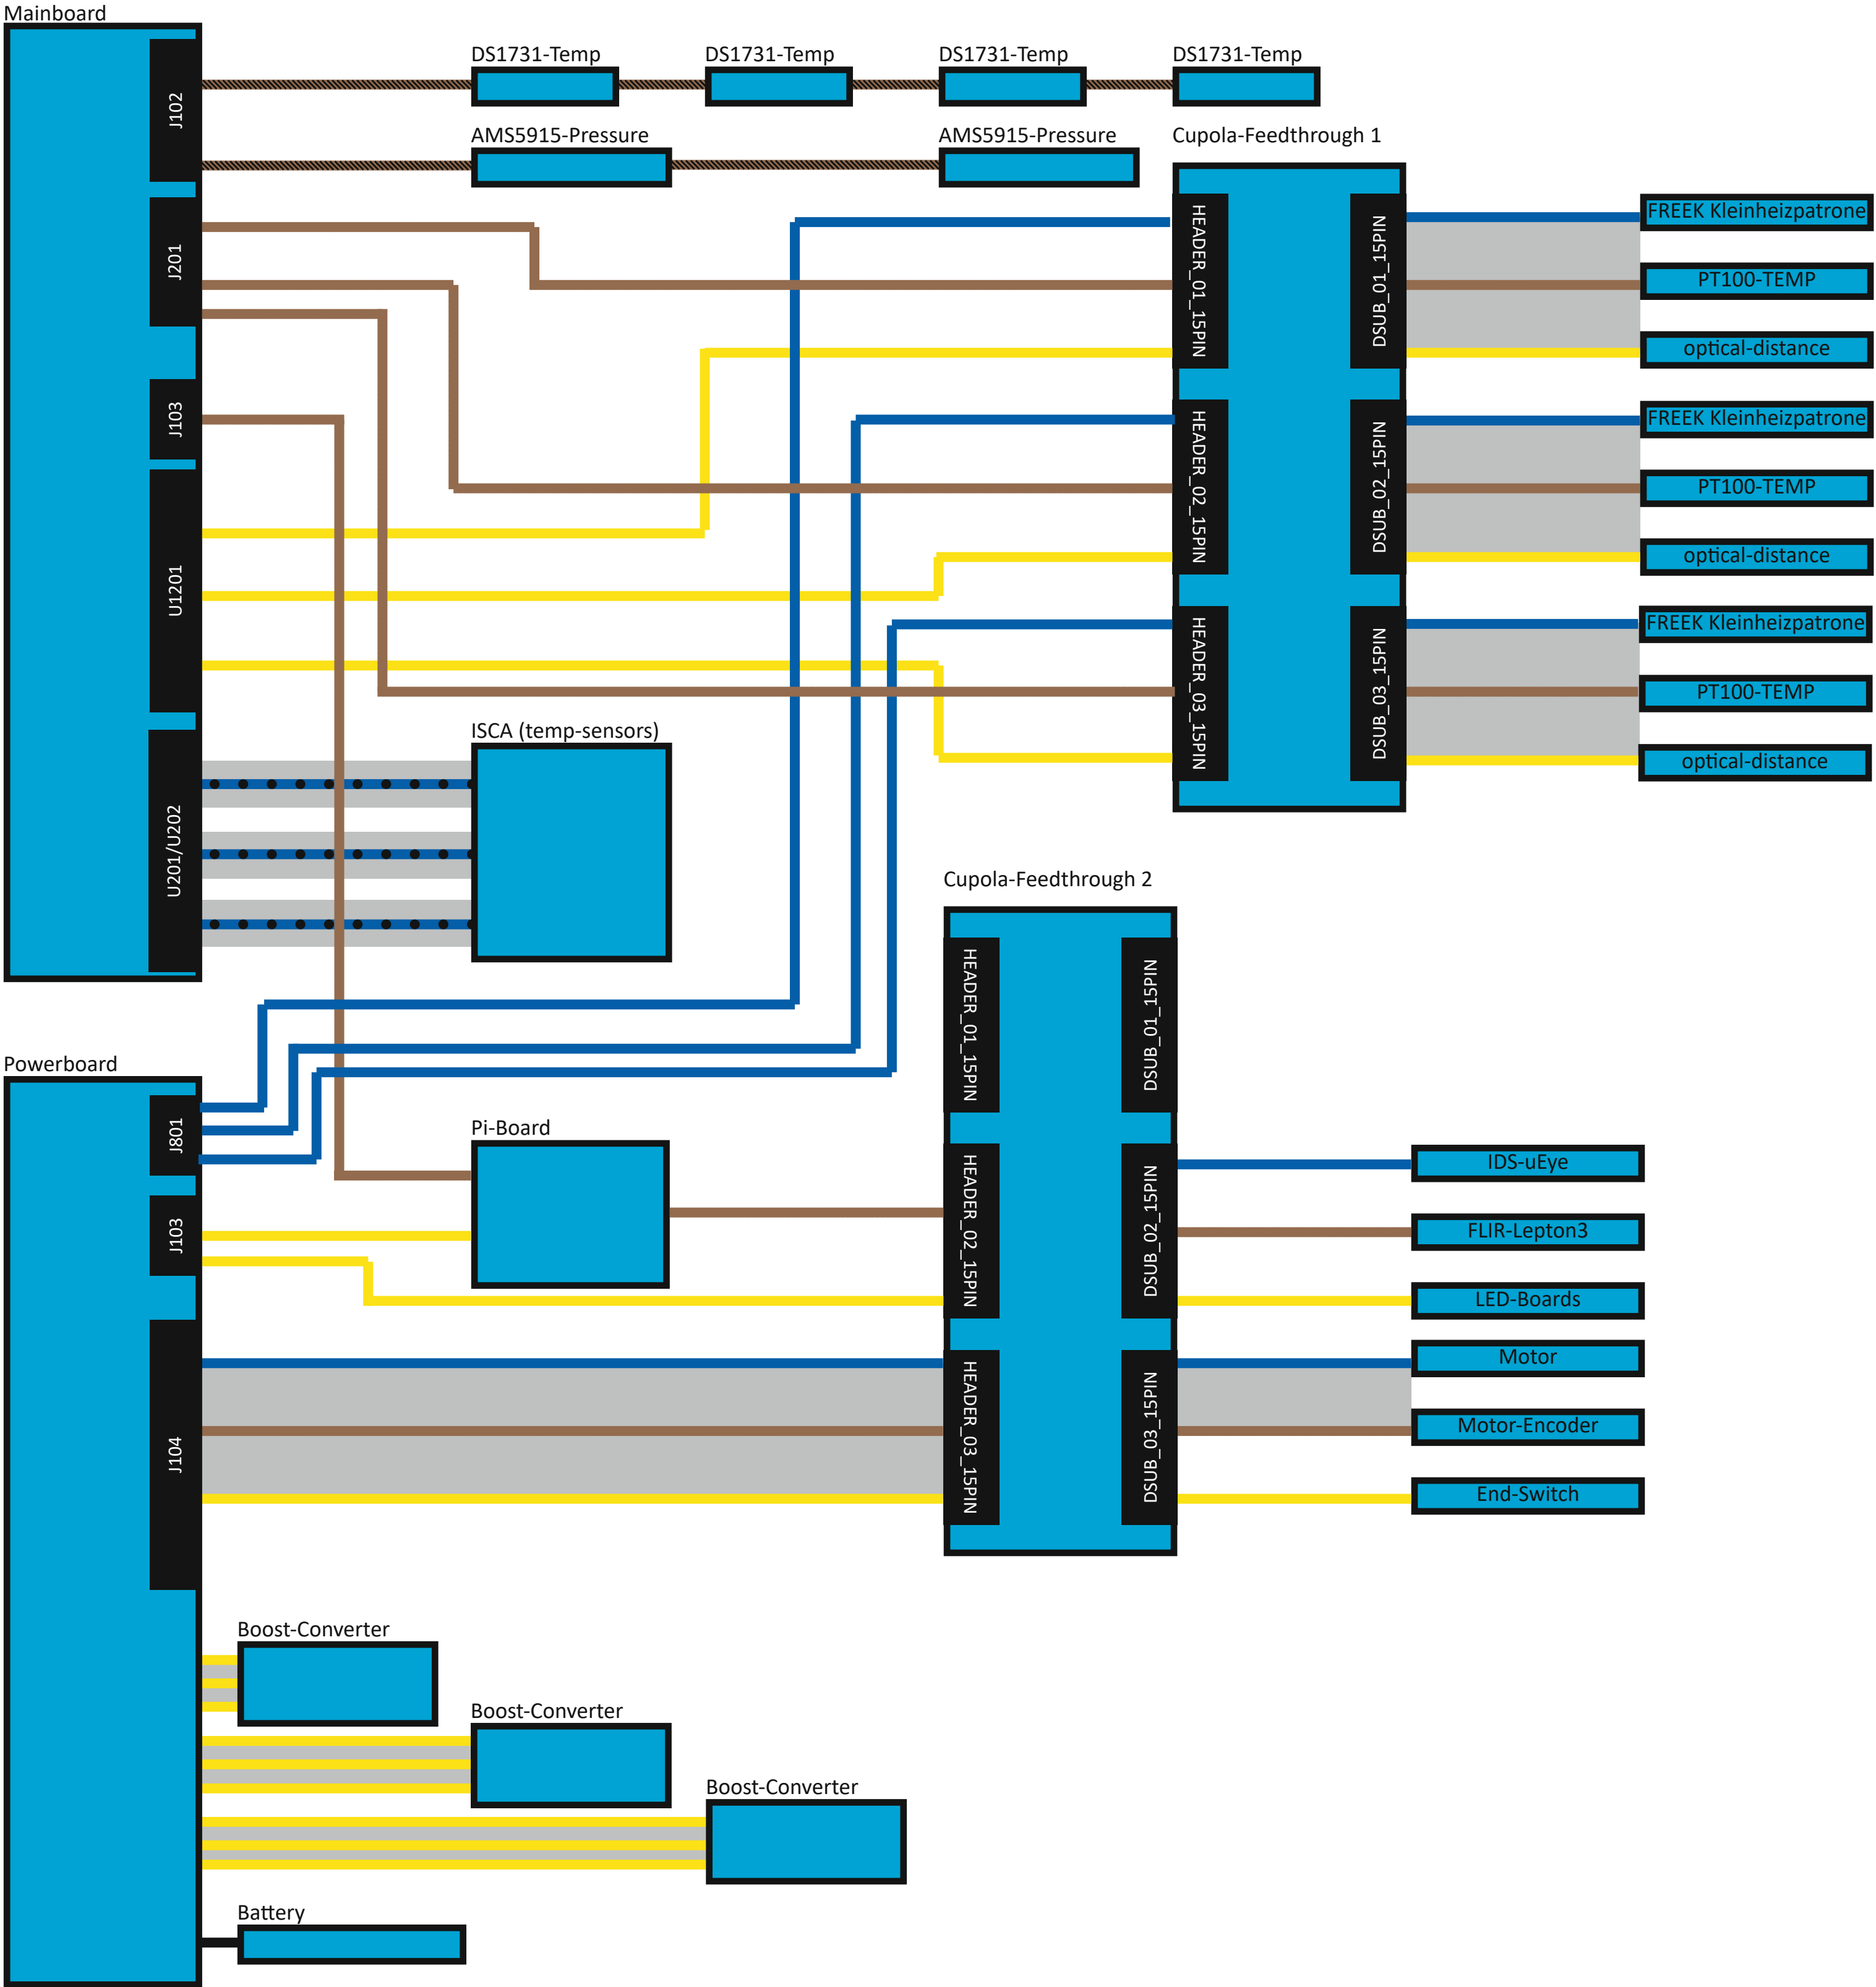 Mainboard
J102
J201
J103
U1201
U201/U202
DS1731-Temp
DS1731-Temp
DS1731-Temp
DS1731-Temp
AMS5915-Pressure
AMS5915-Pressure
Cupola-Feedthrough 1
HEADER_01_15PIN
HEADER_02_15PIN
HEADER_03_15PIN
DSUB_01_15PIN
DSUB_02_15PIN
DSUB_03_15PIN
FREEK Kleinheizpatrone
PT100-TEMP
optical-distance
FREEK Kleinheizpatrone
PT100-TEMP
optical-distance
FREEK Kleinheizpatrone
PT100-TEMP
optical-distance
ISCA (temp-sensors)
Cupola-Feedthrough 2
HEADER_01_15PIN
HEADER_02_15PIN
HEADER_03_15PIN
DSUB_01_15PIN
DSUB_02_15PIN
DSUB_03_15PIN
IDS-uEye
FLIR-Lepton3
LED-Boards
Motor
Motor-Encoder
End-Switch
Powerboard
J801
J103
J104
Pi-Board
Boost-Converter
Boost-Converter
Boost-Converter
Battery